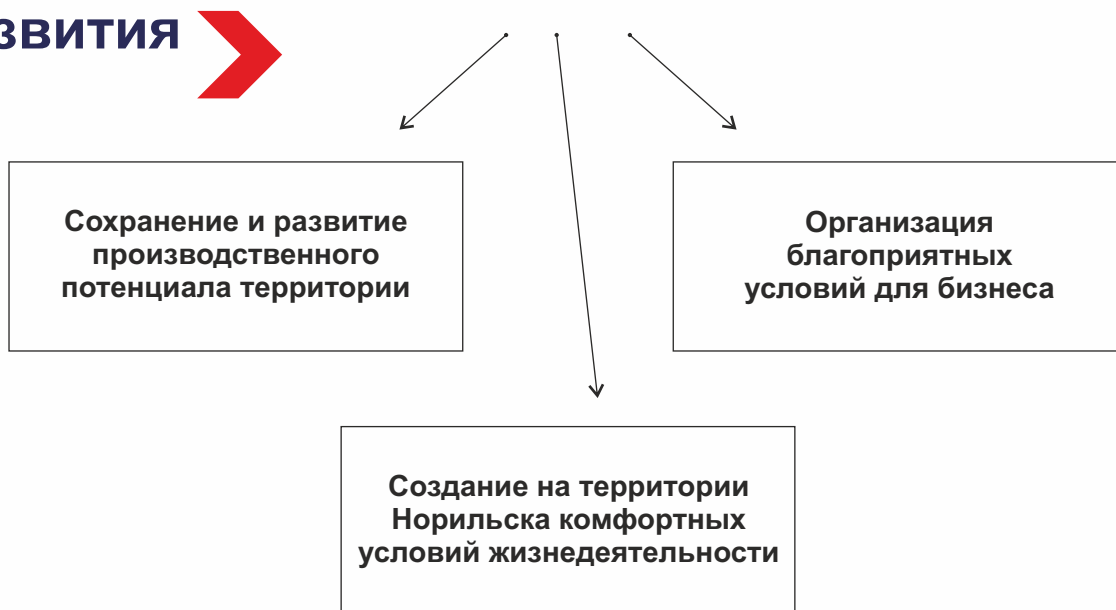 звития
Сохранение и развитие
производственного
потенциала территории
Организация
благоприятных
условий для бизнеса
Создание на территории
Норильска комфортных
условий жизнедеятельности